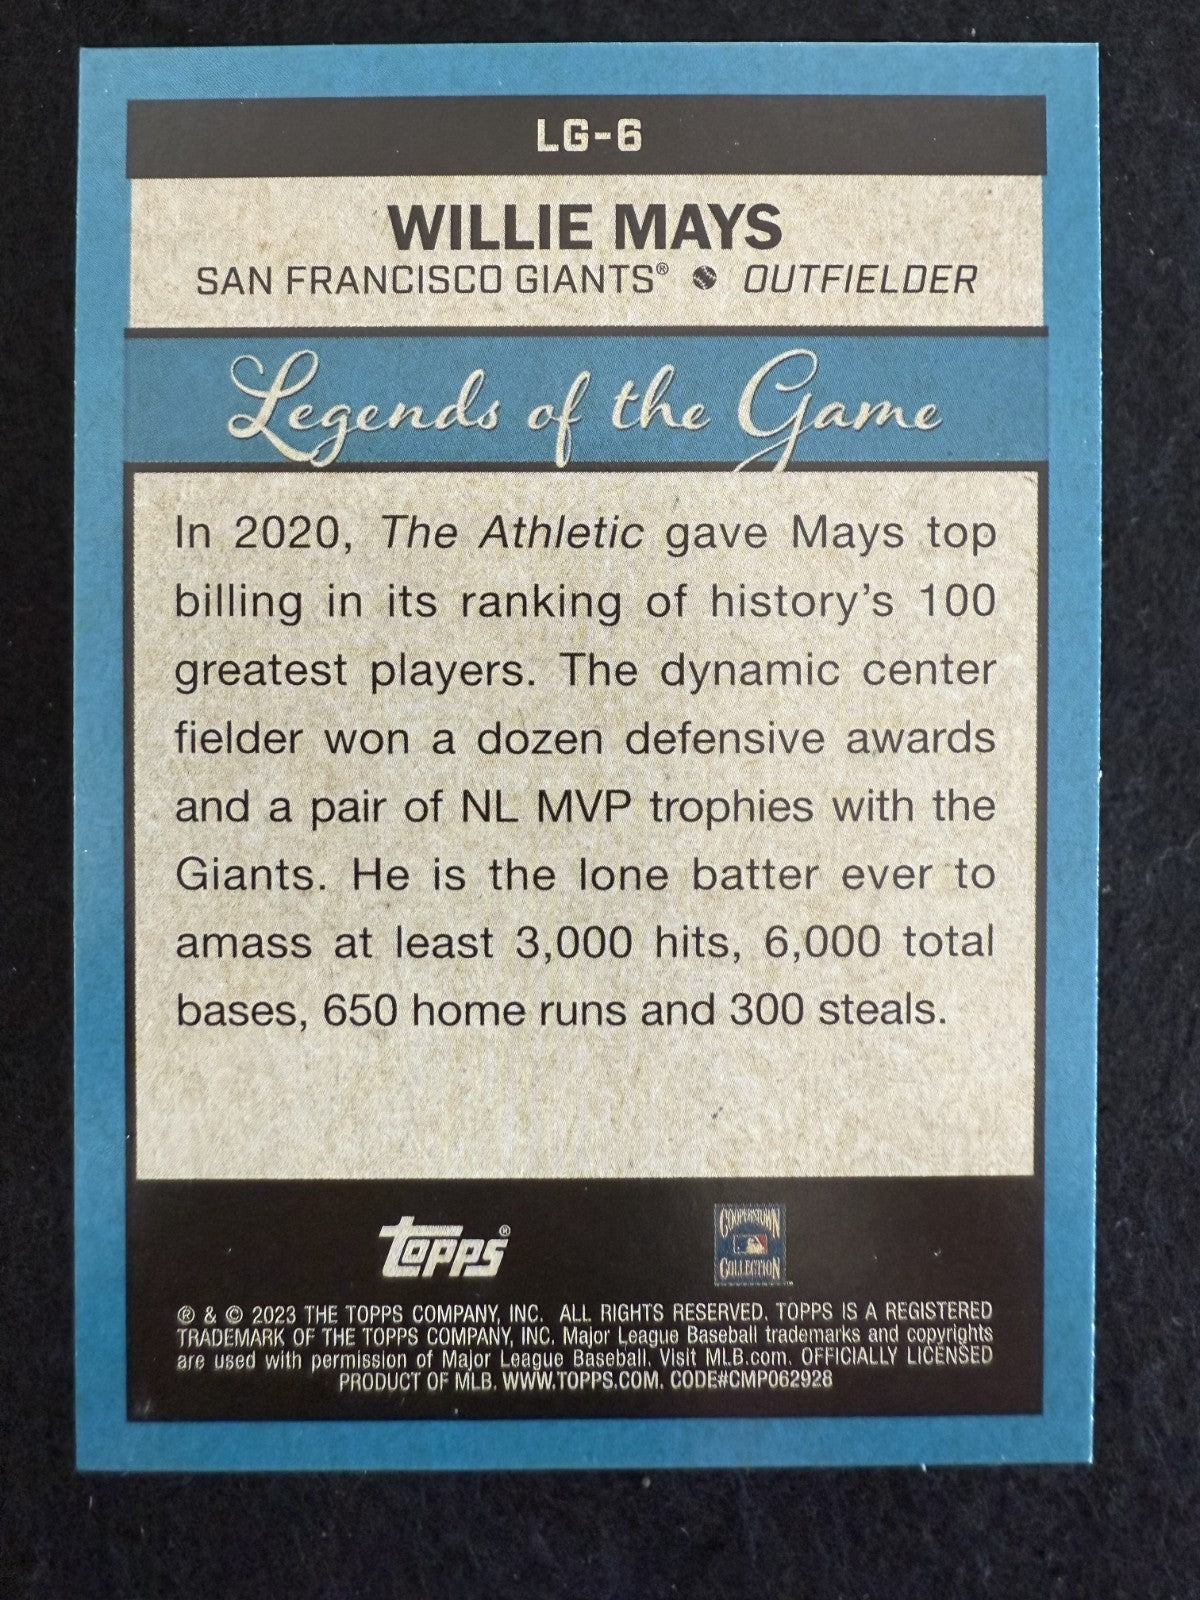 LG-6
WILLIE MAYS
SAN FRANCISCO GIANTS® OUTFIELDER
Legends of the Game
In 2020, The Athletic gave Mays top
billing in its ranking of history's 100
greatest players. The dynamic center
fielder won a dozen defensive awards
and a pair of NL MVP trophies with the
Giants. He is the lone batter ever to
amass at least 3,000 hits, 6,000 total
bases, 650 home runs and 300 steals.
topps®
COOPERSTOWN
COLLECTION
® & © 2023 THE TOPPS COMPANY, INC. ALL RIGHTS RESERVED. TOPPS IS A REGISTERED
TRADEMARK OF THE TOPPS COMPANY, INC. Major League Baseball trademarks and copyrights
are used with permission of Major League Baseball. Visit MLB.com. OFFICIALLY LICENSED
PRODUCT OF MLB. WWW.TOPPS.COM. CODE#CMP062928